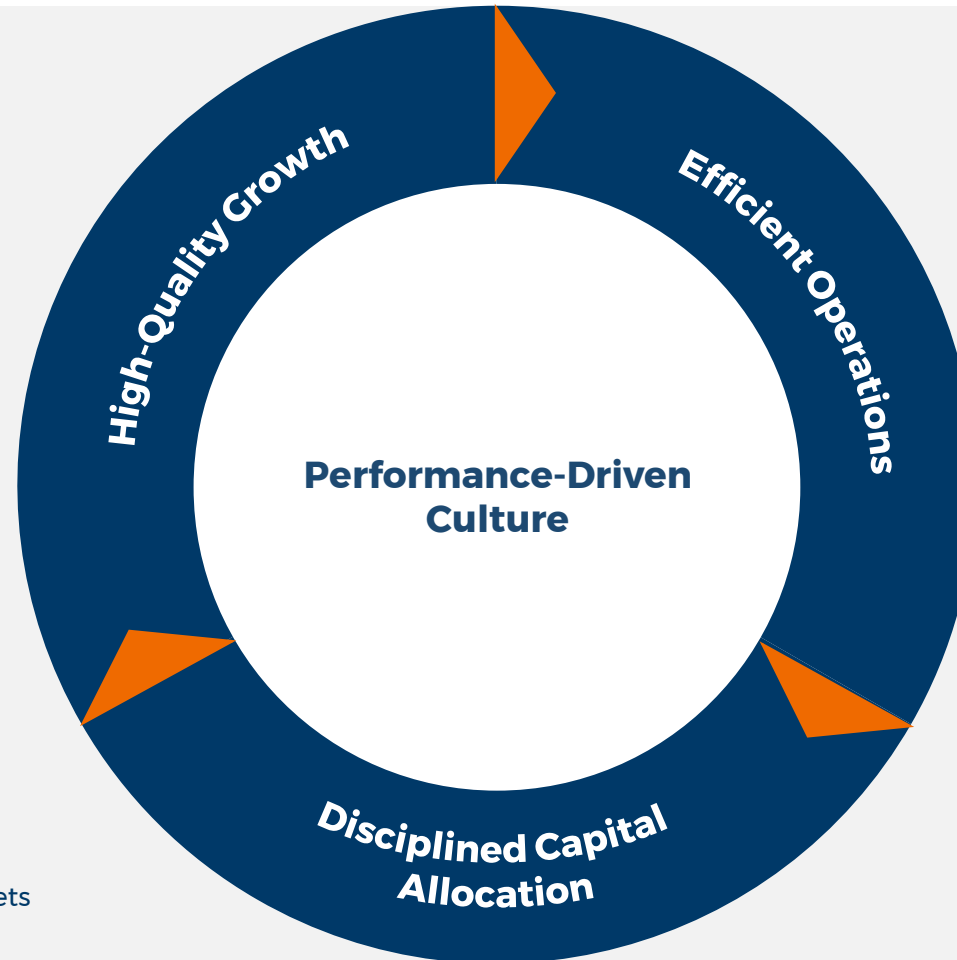 High-Quality Growth
Efficient Operations
Performance-Driven
Culture
Disciplined Capital
Allocation
ets